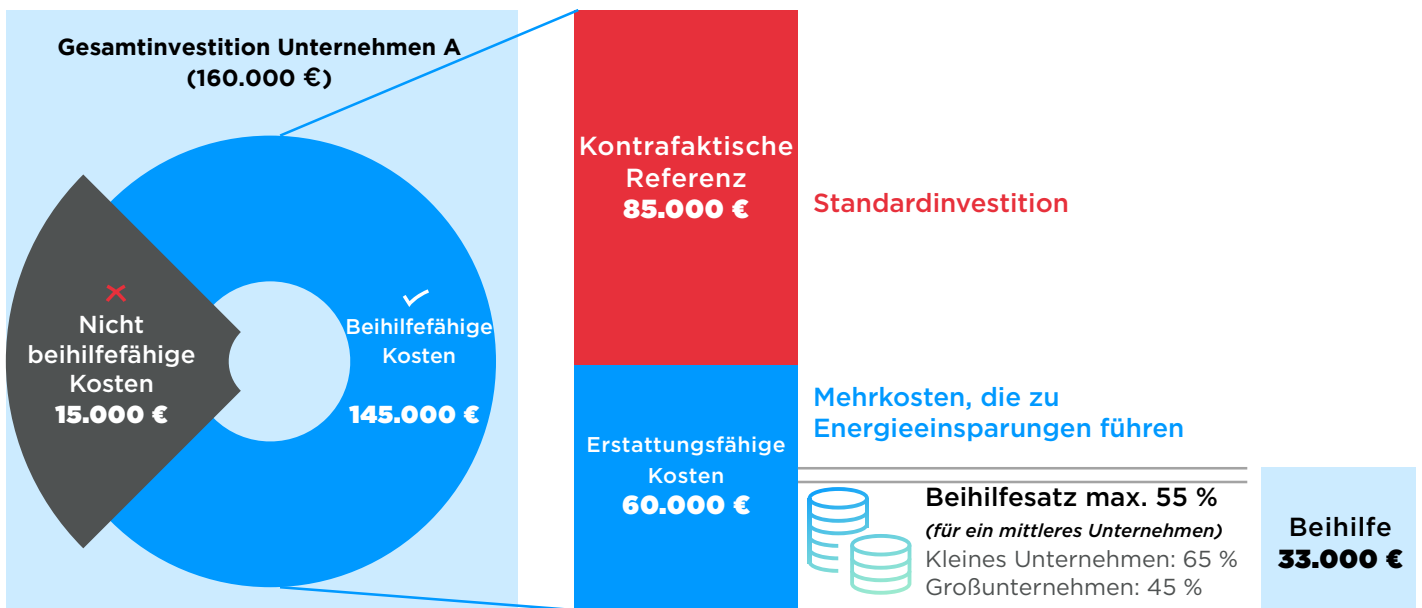 Gesamtinvestition Unternehmen A
(160.000 €)
Nicht
beihilfefähige
Kosten
15.000 €
Beihilfefähige
Kosten
145.000 €
Kontrafaktische
Referenz
85.000 €
Standardinvestition
Erstattungsfähige
Kosten
60.000 €
Mehrkosten, die zu
Energieeinsparungen führen
Beihilfesatz max. 55 %
(für ein mittleres Unternehmen)
Kleines Unternehmen: 65 %
Großunternehmen: 45 %
Beihilfe
33.000 €